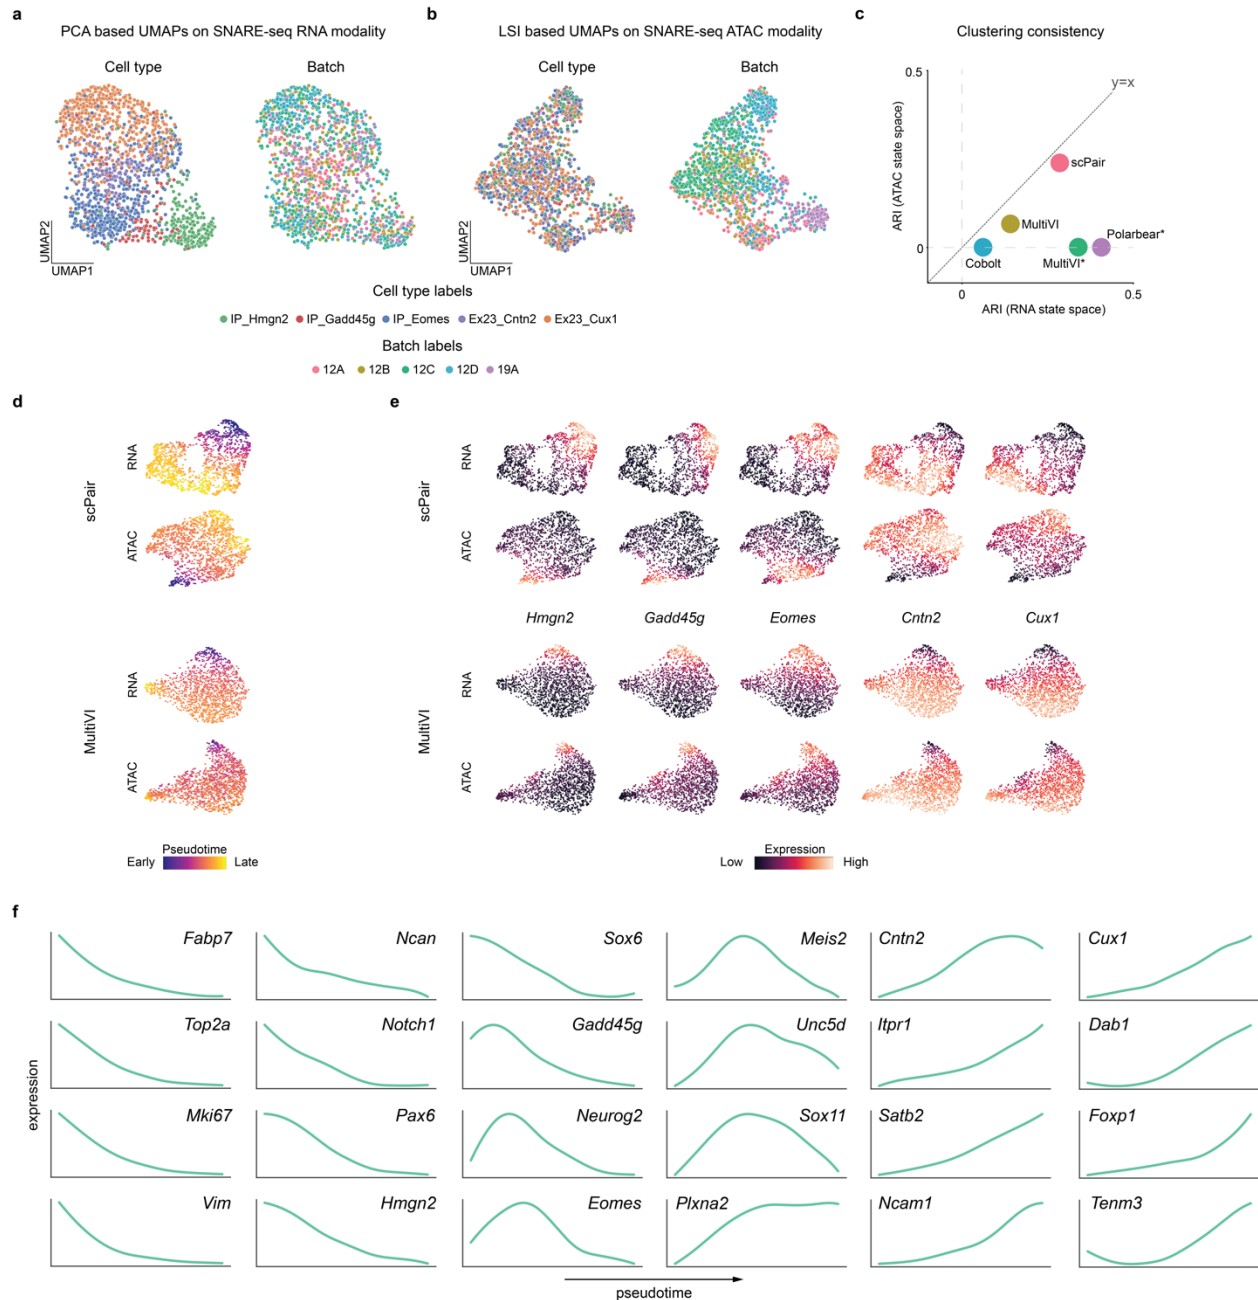 a
PCA based UMAPs on SNARE-seq RNA modality
Cell type
Batch
UMAP2
UMAP1
b
LSI based UMAPs on SNARE-seq ATAC modality
Cell type
Batch
UMAP2
UMAP1
Cell type labels
IP_Hmgn2 IP_Gadd45g IP_Eomes Ex23_Cntn2 Ex23_Cux1
Batch labels
12A 12B 12C 12D 19A
c
Clustering consistency
0.5
y=x
ARI (ATAC state space)
scPair
MultiVI
Polarbear*
0
Cobolt
MultiVI*
0
0.5
ARI (RNA state space)
d
scPair
RNA
ATAC
MultiVI
RNA
ATAC
Pseudotime
Early
Late
e
scPair
RNA
ATAC
Hmgn2 Gadd45g Eomes Cntn2 Cux1
MultiVI
RNA
ATAC
Expression
Low
High
f
expression
Fabp7 Ncan Sox6 Meis2 Cntn2 Cux1
Top2a Notch1 Gadd45g Unc5d Itpr1 Dab1
Mki67 Pax6 Neurog2 Sox11 Satb2 Foxp1
Vim Hmgn2 Eomes Plxna2 Ncam1 Tenm3
pseudotime